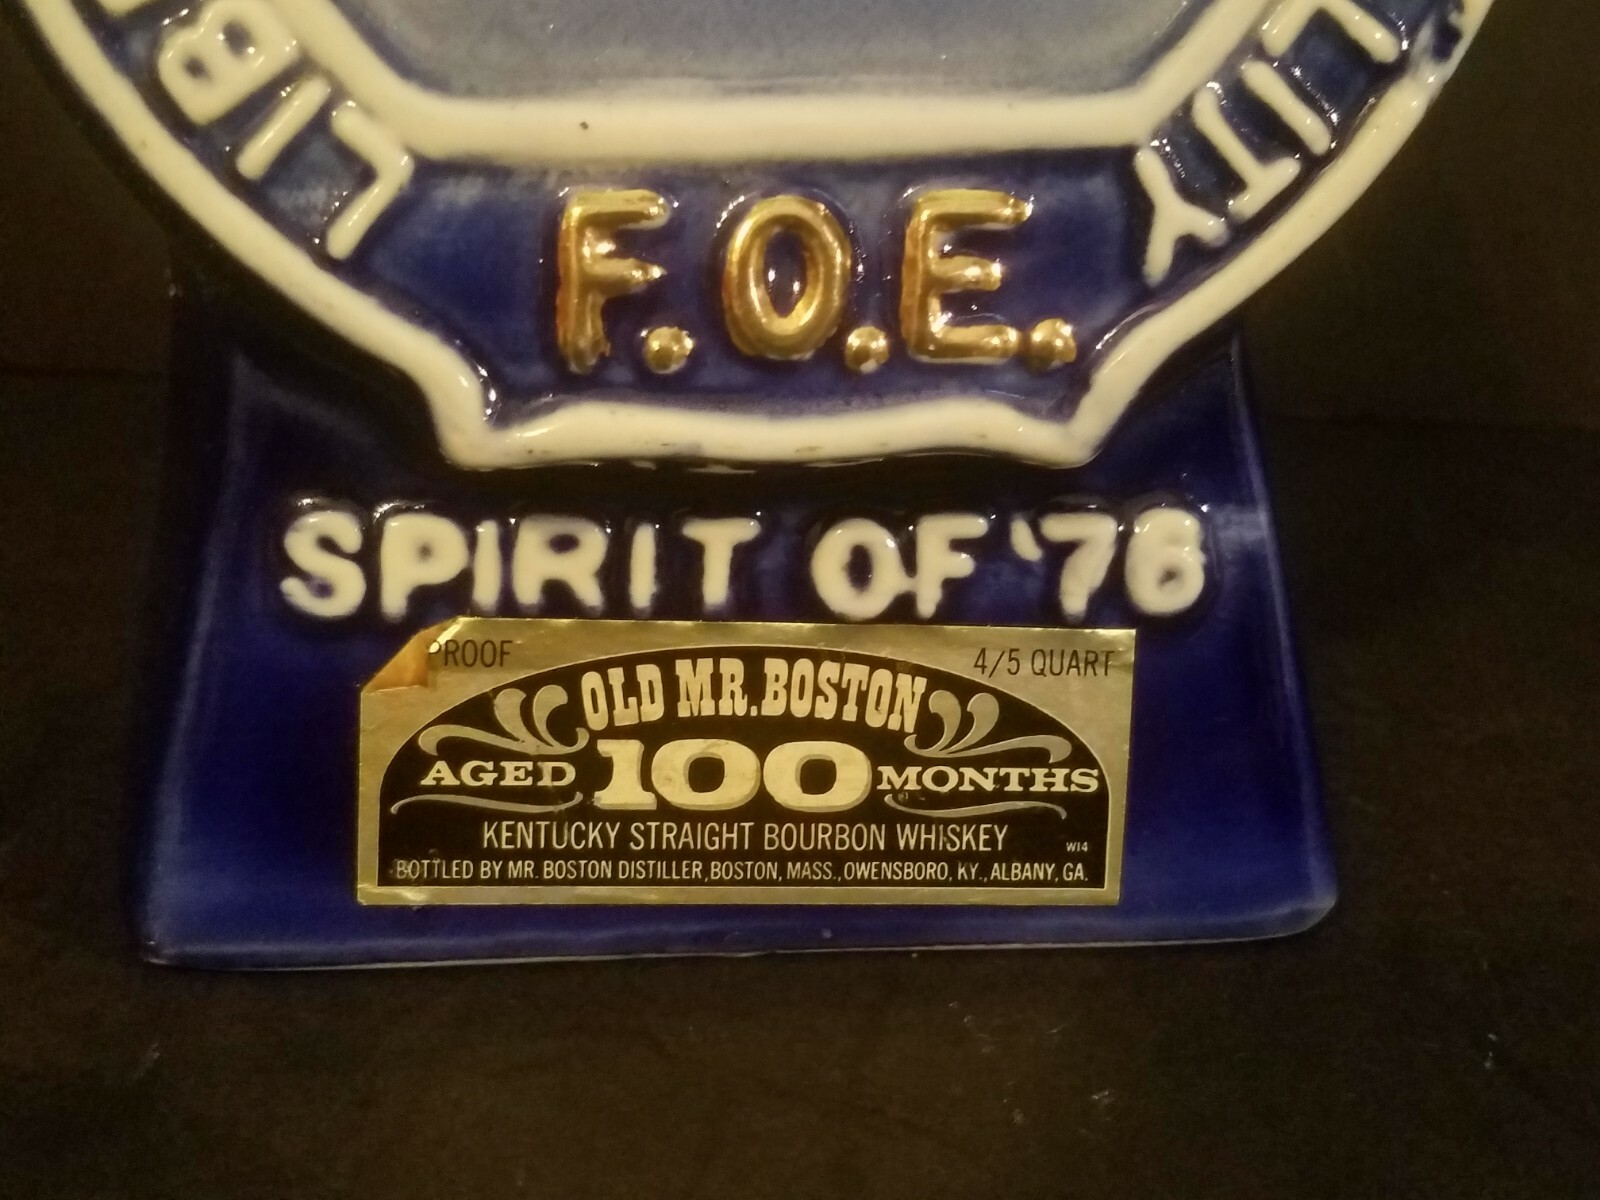 LIB
LITY
F.O.E.
SPIRIT OF '76
PROOF 4/5 QUART
OLD MR. BOSTON
AGED 100 MONTHS
KENTUCKY STRAIGHT BOURBON WHISKEY W14
BOTTLED BY MR. BOSTON DISTILLER, BOSTON, MASS., OWENSBORO, KY., ALBANY, GA.